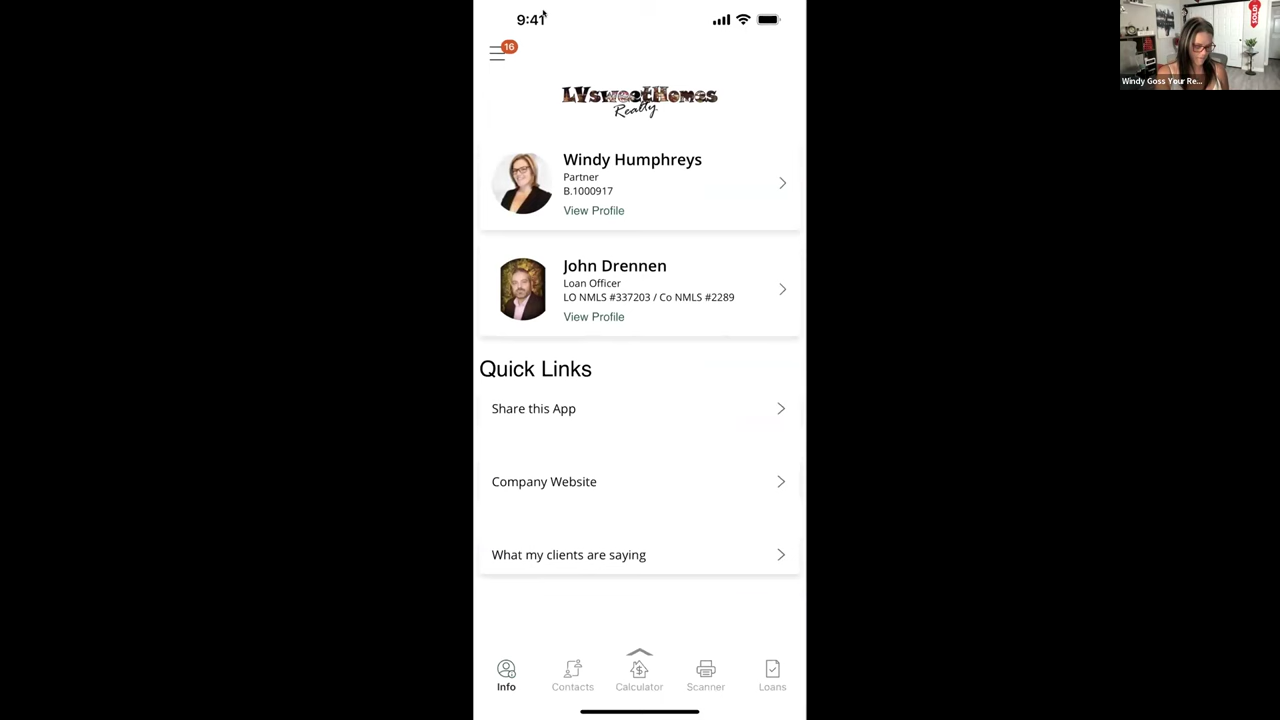 9:41
16
LVsweetHomes
Realty
Windy Humphreys
Partner
B.1000917
View Profile
John Drennen
Loan Officer
LO NMLS #337203 / Co NMLS #2289
View Profile
Quick Links
Share this App
Company Website
What my clients are saying
Info
Contacts
Calculator
Scanner
Loans
SOLD!
Windy Goss Your Re...